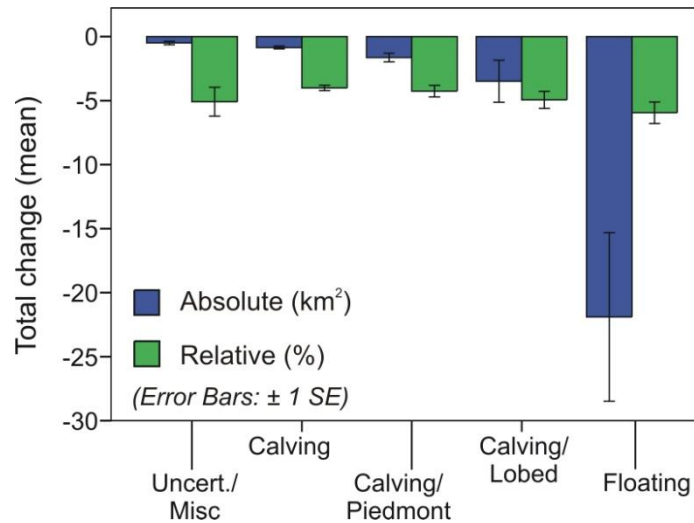 Total change (mean)
0
-5
-10
-15
-20
-25
-30
Absolute (km²)
Relative (%)
(Error Bars: ± 1 SE)
Uncert./
Misc
Calving
Calving/
Piedmont
Calving/
Lobed
Floating